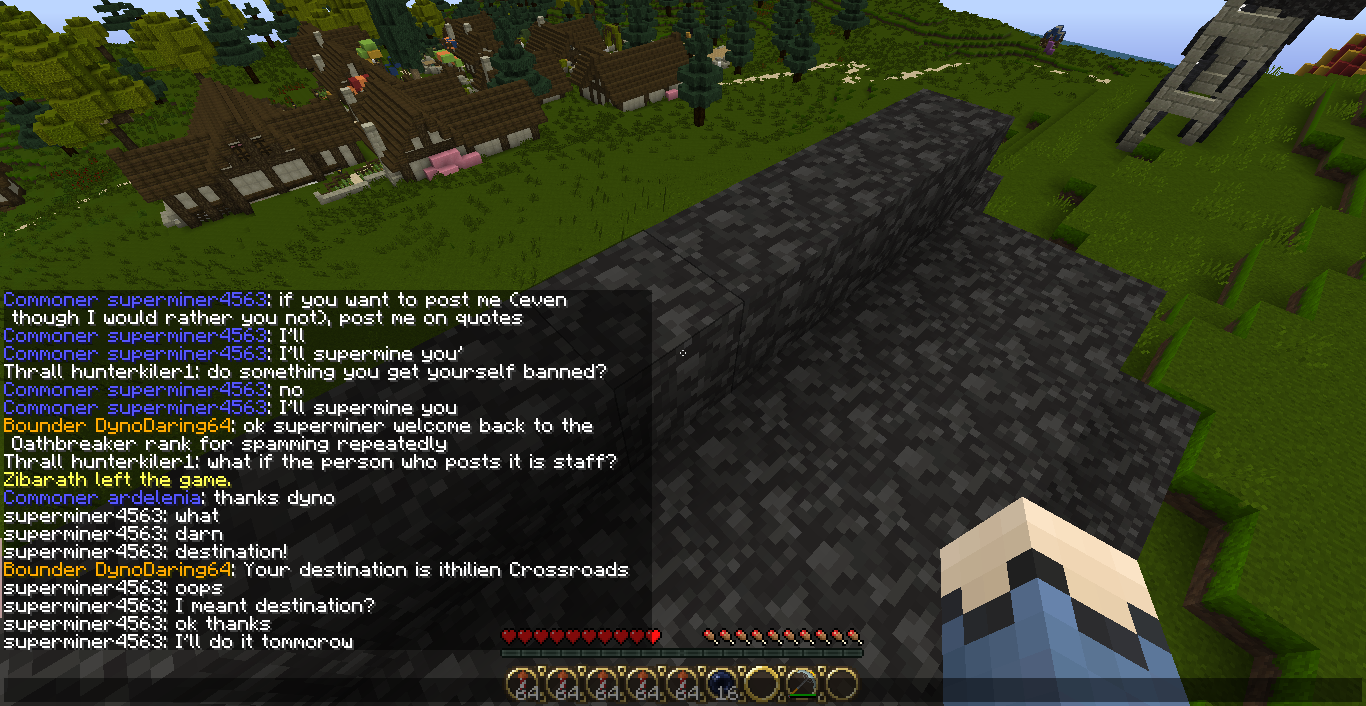 Commoner superminer4563: if you want to post me (even
though I would rather you not), post me on quotes
Commoner superminer4563: I'll
Commoner superminer4563: I'll supermine you'
Thrall hunterkiler1: do something you get yourself banned?
Commoner superminer4563: no
Commoner superminer4563: I'll supermine you
Bounder DynoDaring64: ok superminer welcome back to the
Oathbreaker rank for spamming repeatedly
Thrall hunterkiler1: what if the person who posts it is staff?
Zibarath left the game.
Commoner ardelenia: thanks dyno
superminer4563: what
superminer4563: darn
superminer4563: destination!
Bounder DynoDaring64: Your destination is ithilien Crossroads
superminer4563: oops
superminer4563: I meant destination?
superminer4563: ok thanks
superminer4563: I'll do it tommorow
64 64 64 64 64 16